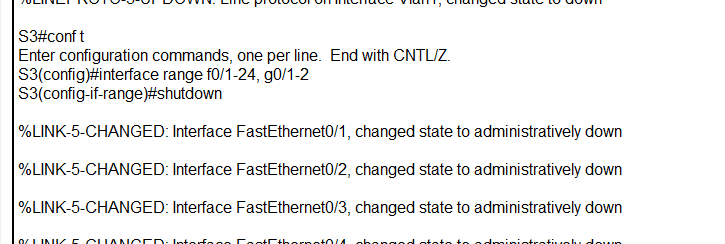 %LINEPROTO-5-UPDOWN: Line protocol on Interface Vlan1, changed state to down
S3#conf t
Enter configuration commands, one per line.  End with CNTL/Z.
S3(config)#interface range f0/1-24, g0/1-2
S3(config-if-range)#shutdown
%LINK-5-CHANGED: Interface FastEthernet0/1, changed state to administratively down
%LINK-5-CHANGED: Interface FastEthernet0/2, changed state to administratively down
%LINK-5-CHANGED: Interface FastEthernet0/3, changed state to administratively down
%LINK-5-CHANGED: Interface FastEthernet0/4, changed state to administratively down